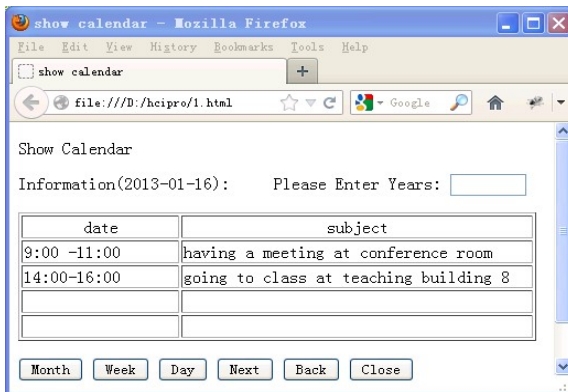 show calendar - Mozilla Firefox
File Edit View History Bookmarks Tools Help
show calendar +
file:///D:/hcipro/1.html Google
Show Calendar
Information(2013-01-16): Please Enter Years:
date subject
9:00 -11:00 having a meeting at conference room
14:00-16:00 going to class at teaching building 8
Month Week Day Next Back Close